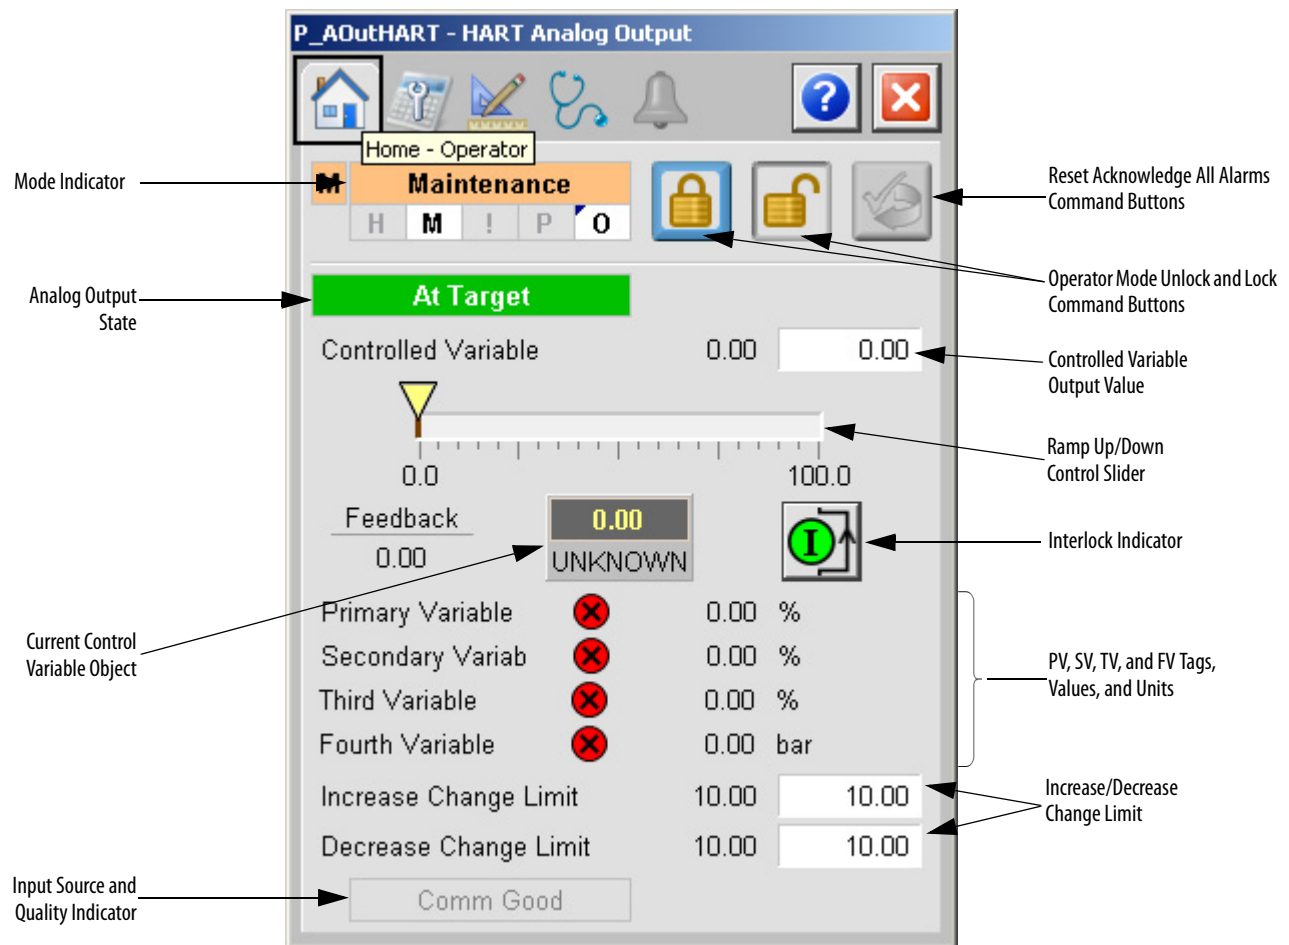 P_AOutHART - HART Analog Output
Home - Operator
Mode Indicator
M Maintenance
H M ! P O
Reset Acknowledge All Alarms
Command Buttons
Analog Output
State
At Target
Operator Mode Unlock and Lock
Command Buttons
Controlled Variable 0.00 0.00
Controlled Variable
Output Value
0.0 100.0
Ramp Up/Down
Control Slider
Feedback
0.00
0.00
UNKNOWN
I
Interlock Indicator
Current Control
Variable Object
Primary Variable 0.00 %
Secondary Variab 0.00 %
Third Variable 0.00 %
Fourth Variable 0.00 bar
PV, SV, TV, and FV Tags,
Values, and Units
Increase Change Limit 10.00 10.00
Decrease Change Limit 10.00 10.00
Increase/Decrease
Change Limit
Input Source and
Quality Indicator
Comm Good